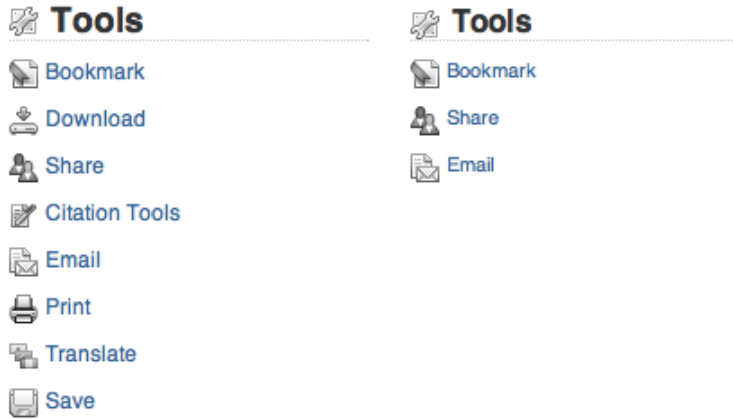 Tools
Bookmark
Download
Share
Citation Tools
Email
Print
Translate
Save
Tools
Bookmark
Share
Email